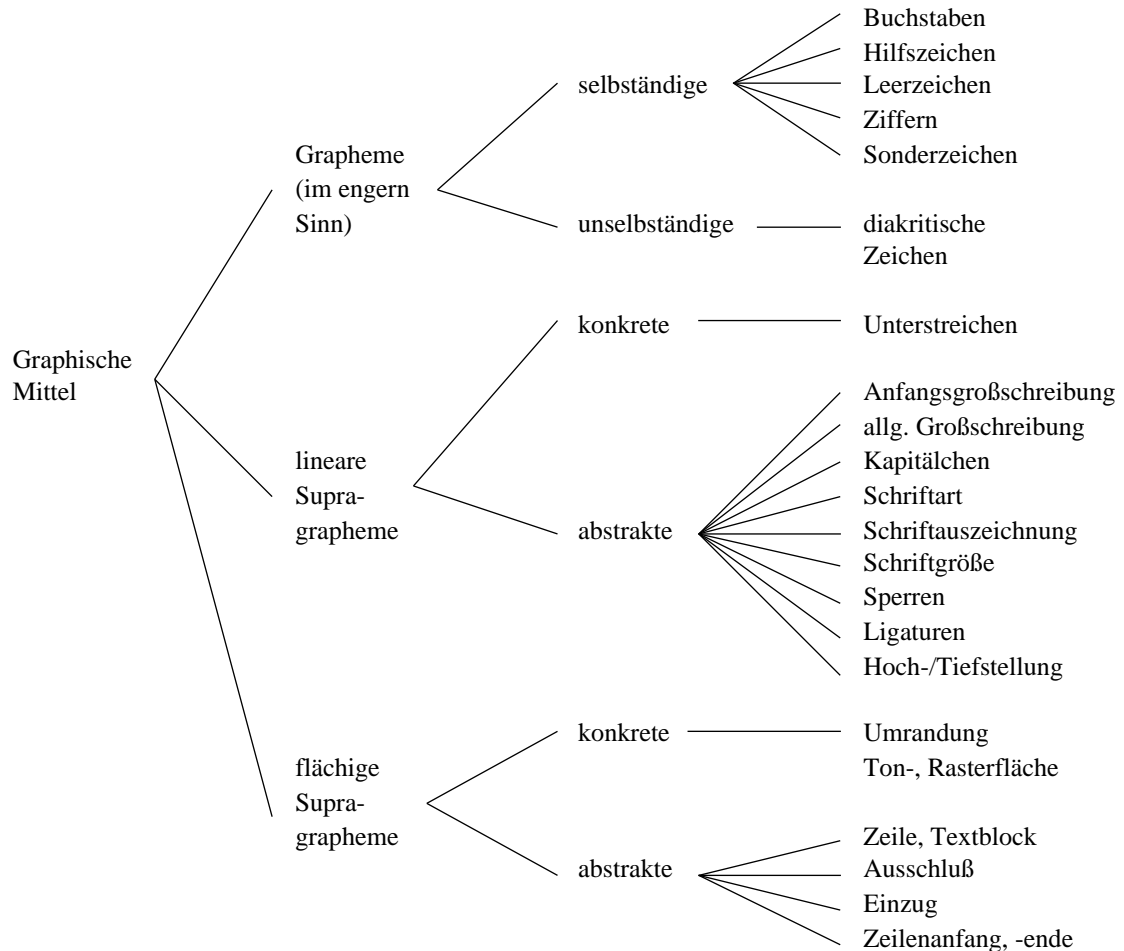 Graphische
Mittel
Grapheme
(im engern
Sinn)
selbständige
Buchstaben
Hilfszeichen
Leerzeichen
Ziffern
Sonderzeichen
unselbständige
diakritische
Zeichen
lineare
Supra-
grapheme
konkrete
Unterstreichen
abstrakte
Anfangsgroßschreibung
allg. Großschreibung
Kapitälchen
Schriftart
Schriftauszeichnung
Schriftgröße
Sperren
Ligaturen
Hoch-/Tiefstellung
flächige
Supra-
grapheme
konkrete
Umrandung
Ton-, Rasterfläche
abstrakte
Zeile, Textblock
Ausschluß
Einzug
Zeilenanfang, -ende